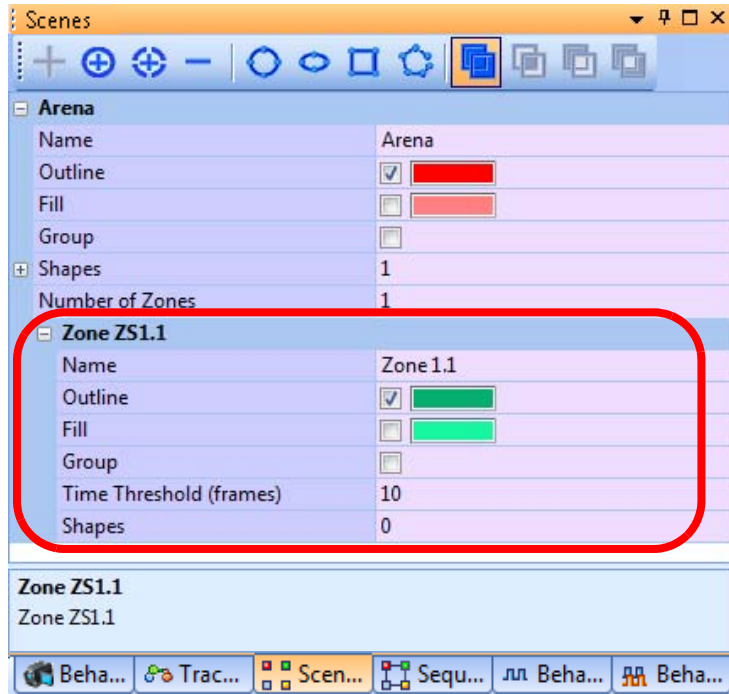 Scenes
Arena
Name Arena
Outline
Fill
Group
Shapes 1
Number of Zones 1
Zone ZS1.1
Name Zone 1.1
Outline
Fill
Group
Time Threshold (frames) 10
Shapes 0
Zone ZS1.1
Zone ZS1.1
Beha... Trac... Scen... Sequ... Beha... Beha...